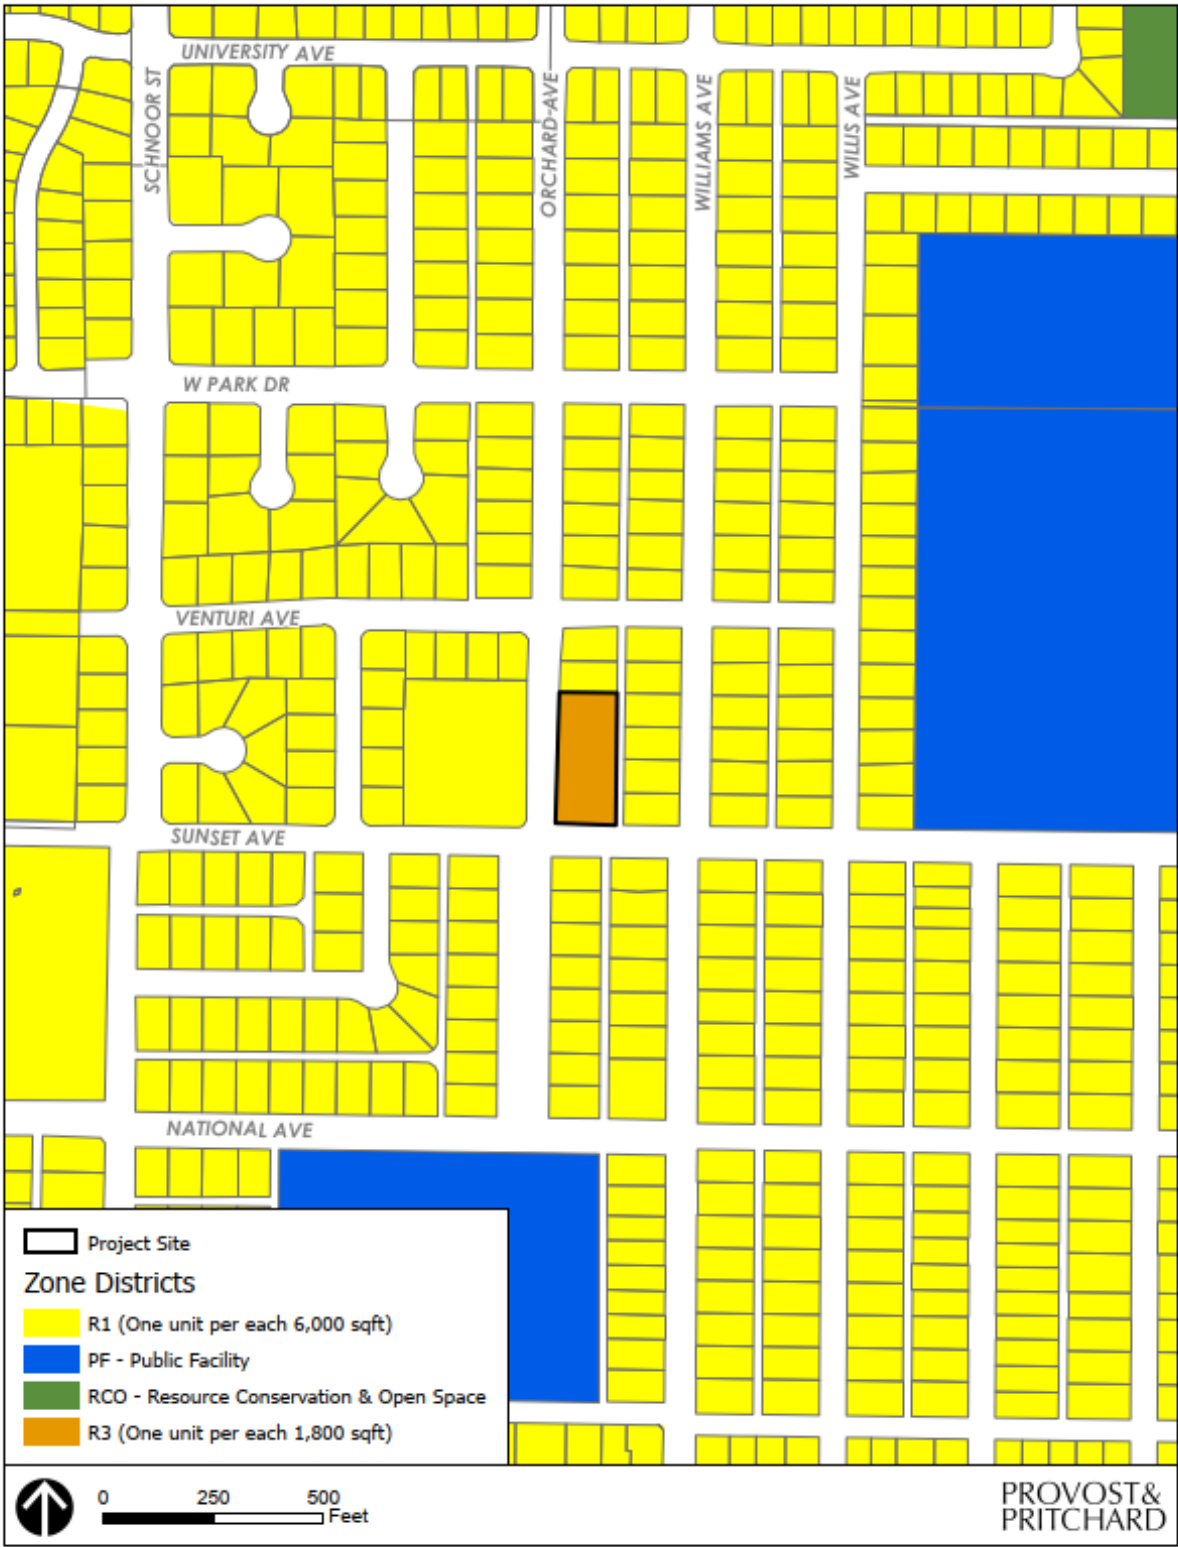 UNIVERSITY AVE
SCHNOOR ST
ORCHARD AVE
WILLIAMS AVE
WILLIS AVE
W PARK DR
VENTURI AVE
SUNSET AVE
NATIONAL AVE
Project Site
Zone Districts
R1 (One unit per each 6,000 sqft)
PF - Public Facility
RCO - Resource Conservation & Open Space
R3 (One unit per each 1,800 sqft)
0 250 500
Feet
PROVOST&
PRITCHARD